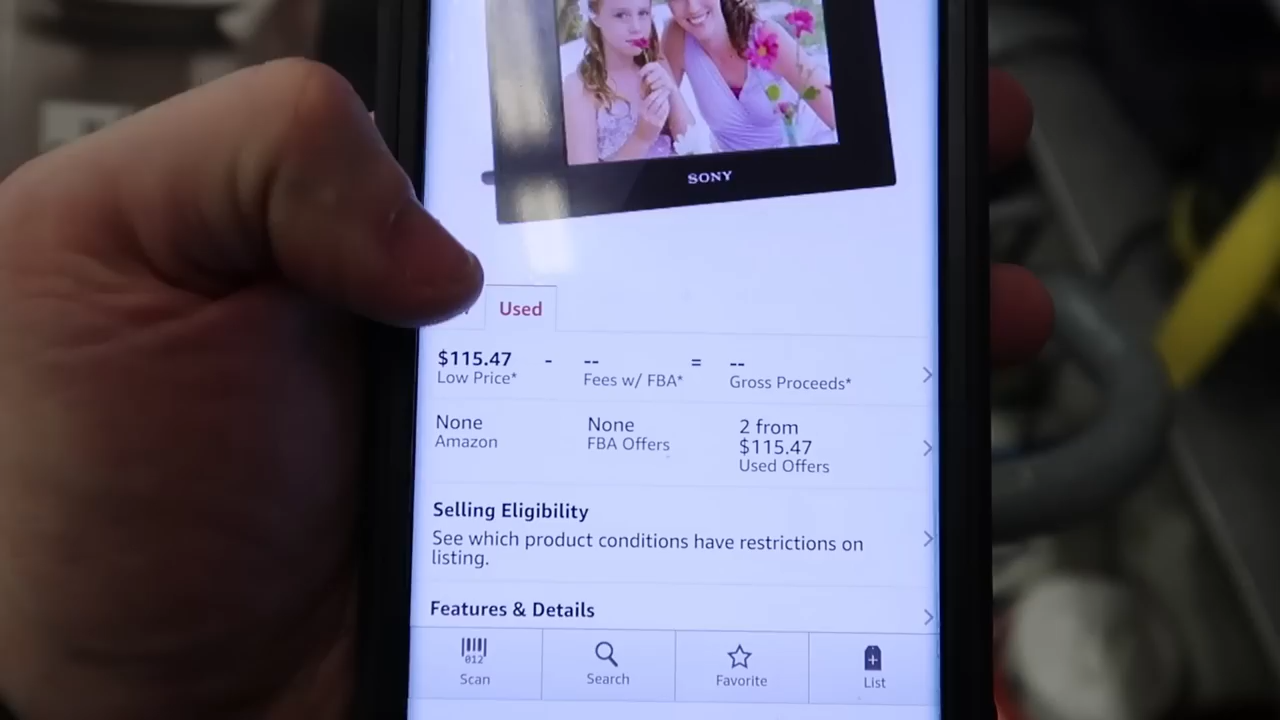 SONY
Used
$115.47 - -- = --
Low Price* Fees w/ FBA* Gross Proceeds*
None None 2 from
$115.47
Amazon FBA Offers Used Offers
Selling Eligibility
See which product conditions have restrictions on
listing.
Features & Details
012
Scan Search Favorite List